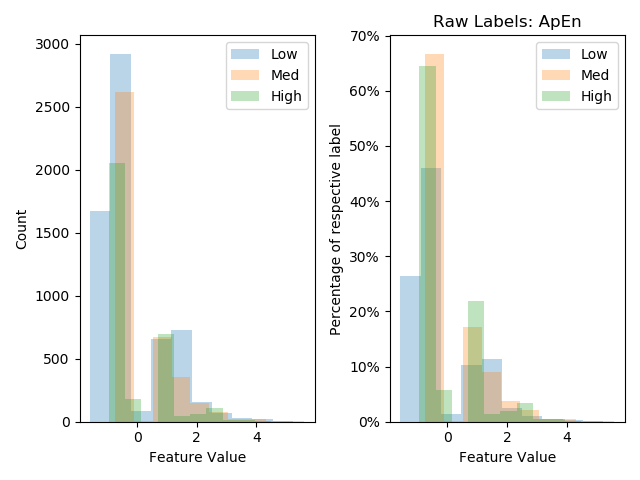 3000
2500
2000
1500
1000
500
0
Count
0 2 4
Feature Value
Low
Med
High
Raw Labels: ApEn
70%
60%
50%
40%
30%
20%
10%
0%
Percentage of respective label
0 2 4
Feature Value
Low
Med
High